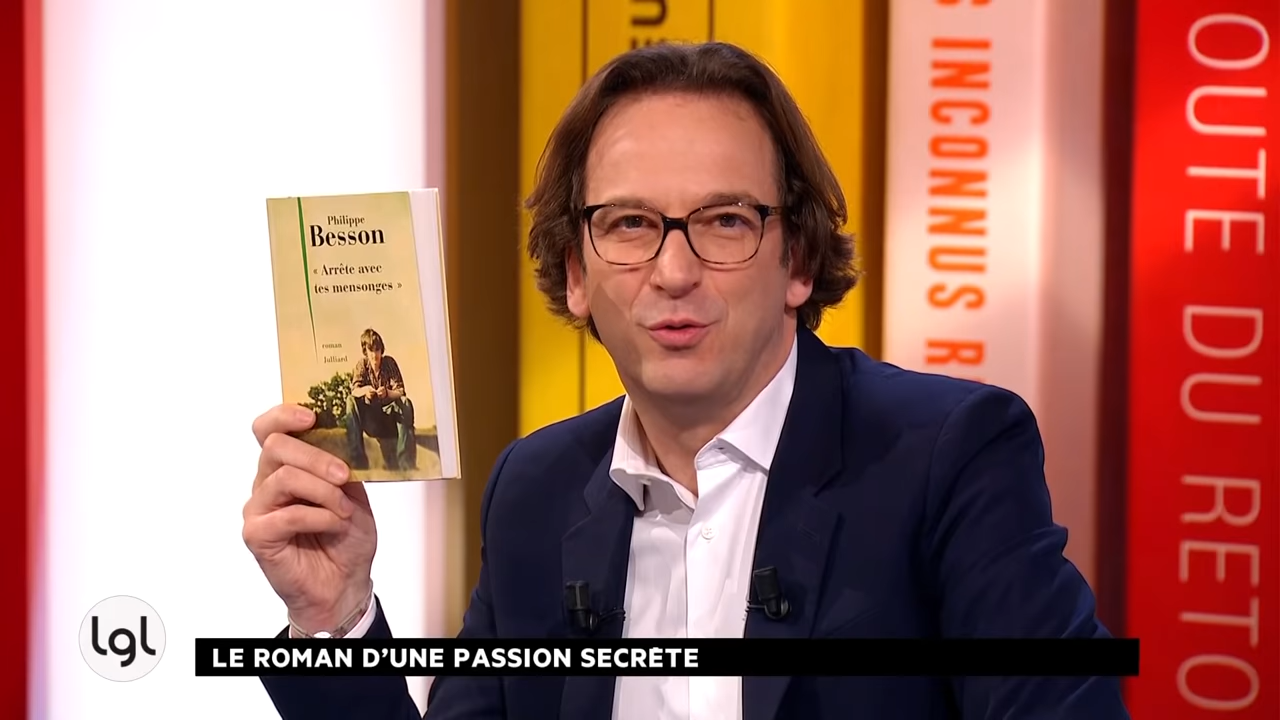 Philippe
Besson
« Arrête avec
tes mensonges »
roman
Julliard
INCONNUS
OUTE DU RETO
lgl
LE ROMAN D'UNE PASSION SECRÈTE